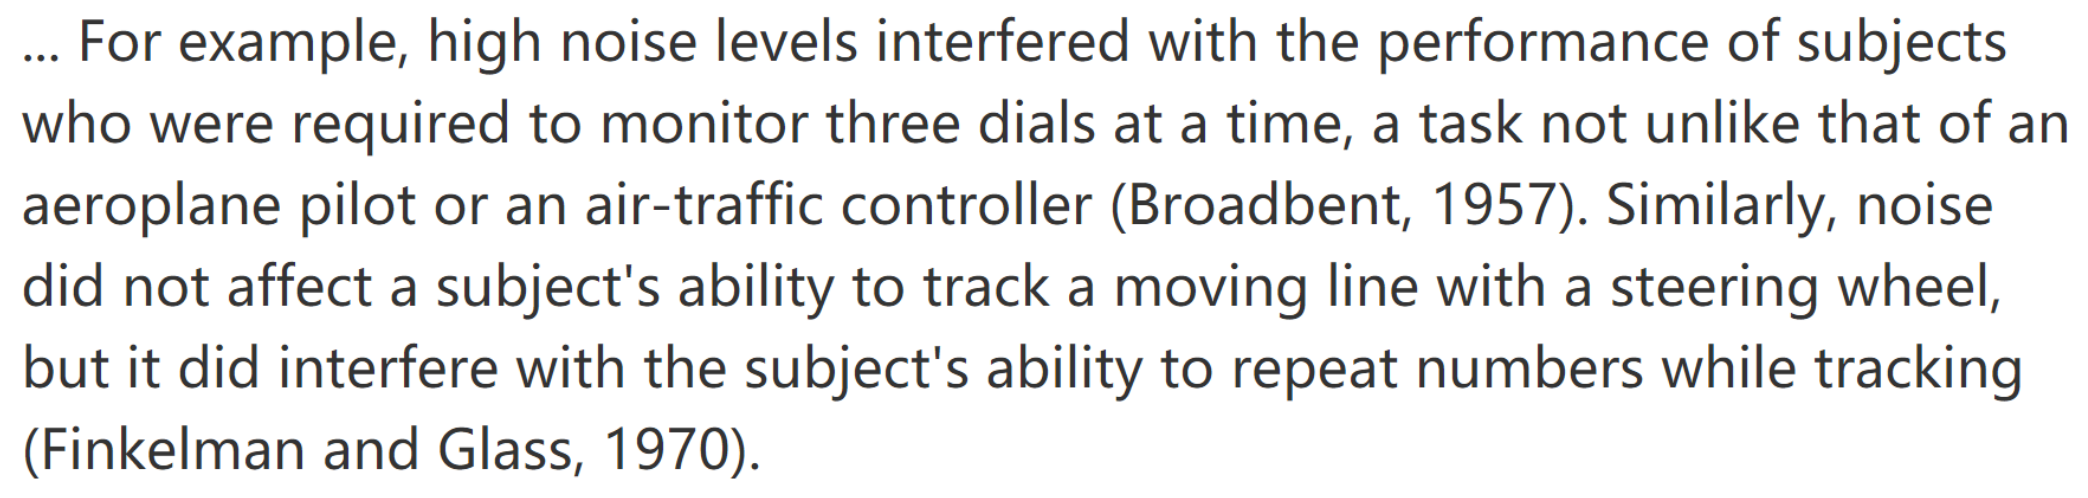 ... For example, high noise levels interfered with the performance of subjects
who were required to monitor three dials at a time, a task not unlike that of an
aeroplane pilot or an air-traffic controller (Broadbent, 1957). Similarly, noise
did not affect a subject's ability to track a moving line with a steering wheel,
but it did interfere with the subject's ability to repeat numbers while tracking
(Finkelman and Glass, 1970).